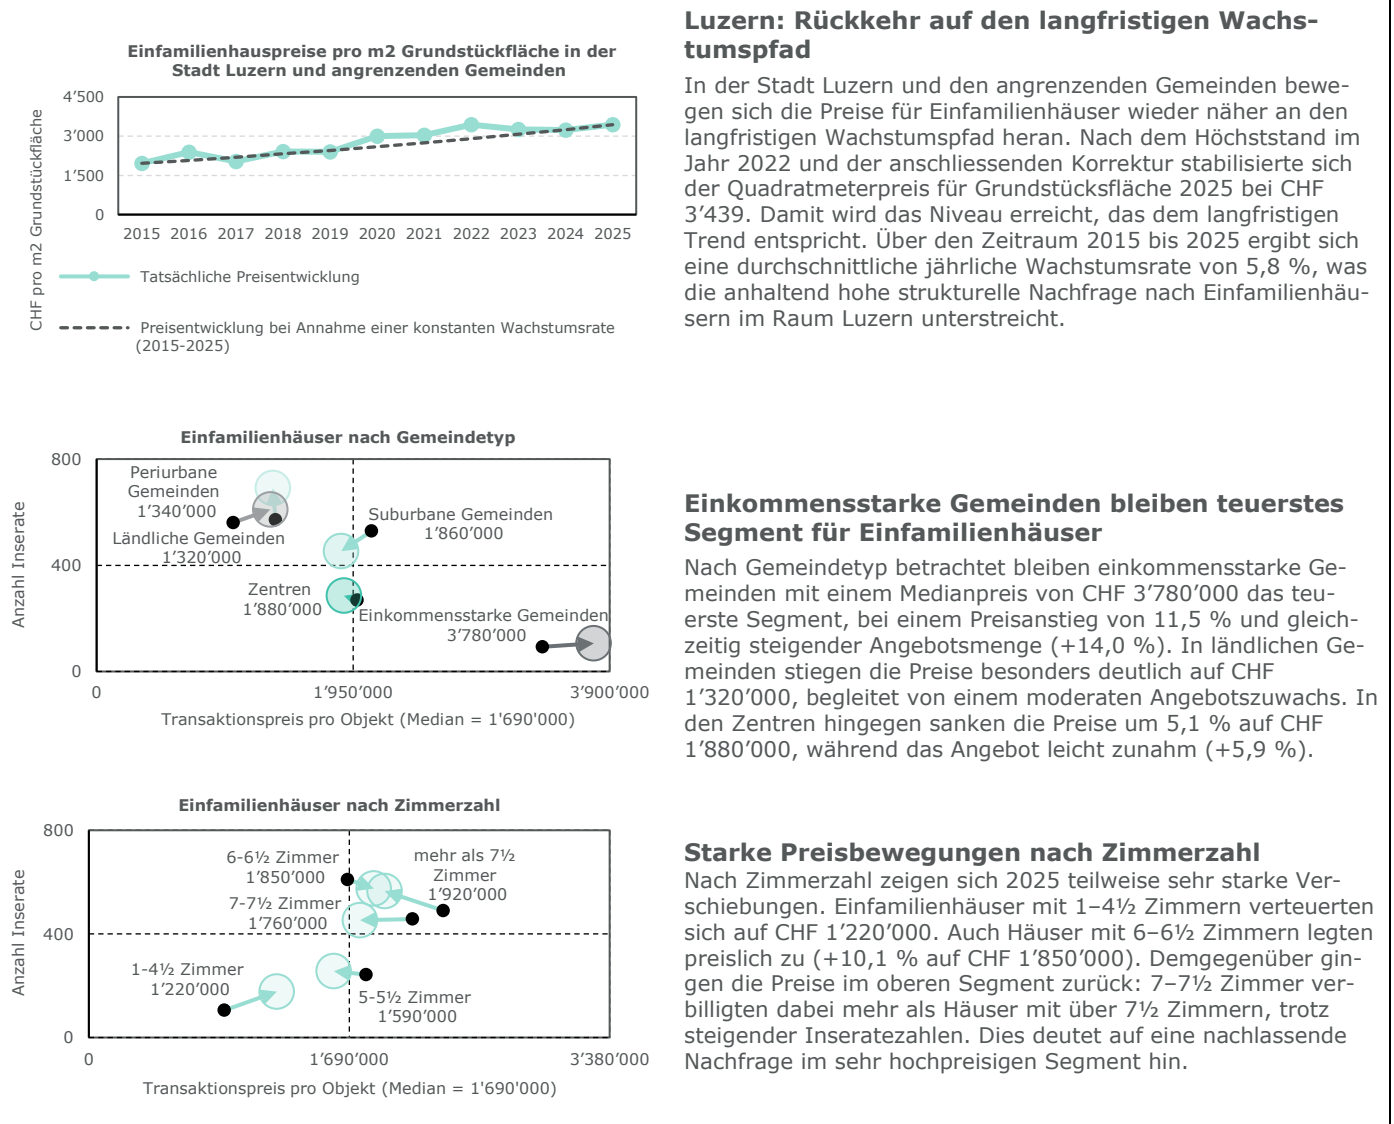 Einfamilienhauspreise pro m2 Grundstückfläche in der
Stadt Luzern und angrenzenden Gemeinden
CHF pro m2 Grundstückfläche
4’500
3’000
1’500
0
2015 2016 2017 2018 2019 2020 2021 2022 2023 2024 2025
Tatsächliche Preisentwicklung
Preisentwicklung bei Annahme einer konstanten Wachstumsrate
(2015-2025)
Luzern: Rückkehr auf den langfristigen Wachs-
tumspfad
In der Stadt Luzern und den angrenzenden Gemeinden bewe-
gen sich die Preise für Einfamilienhäuser wieder näher an den
langfristigen Wachstumspfad heran. Nach dem Höchststand im
Jahr 2022 und der anschliessenden Korrektur stabilisierte sich
der Quadratmeterpreis für Grundstücksfläche 2025 bei CHF
3’439. Damit wird das Niveau erreicht, das dem langfristigen
Trend entspricht. Über den Zeitraum 2015 bis 2025 ergibt sich
eine durchschnittliche jährliche Wachstumsrate von 5,8 %, was
die anhaltend hohe strukturelle Nachfrage nach Einfamilienhäu-
sern im Raum Luzern unterstreicht.
Einfamilienhäuser nach Gemeindetyp
Anzahl Inserate
800
400
0
Periurbane
Gemeinden
1’340’000
Ländliche Gemeinden
1’320’000
Suburbane Gemeinden
1’860’000
Zentren
1’880’000
Einkommensstarke Gemeinden
3’780’000
0
1’950’000
3’900’000
Transaktionspreis pro Objekt (Median = 1'690'000)
Einkommensstarke Gemeinden bleiben teuerstes
Segment für Einfamilienhäuser
Nach Gemeindetyp betrachtet bleiben einkommensstarke Ge-
meinden mit einem Medianpreis von CHF 3’780’000 das teu-
erste Segment, bei einem Preisanstieg von 11,5 % und gleich-
zeitig steigender Angebotsmenge (+14,0 %). In ländlichen Ge-
meinden stiegen die Preise besonders deutlich auf CHF
1’320’000, begleitet von einem moderaten Angebotszuwachs. In
den Zentren hingegen sanken die Preise um 5,1 % auf CHF
1’880’000, während das Angebot leicht zunahm (+5,9 %).
Einfamilienhäuser nach Zimmerzahl
Anzahl Inserate
800
400
0
6-6½ Zimmer
1’850’000
mehr als 7½
Zimmer
1’920’000
7-7½ Zimmer
1’760’000
1-4½ Zimmer
1’220’000
5-5½ Zimmer
1’590’000
0
1’690’000
3’380’000
Transaktionspreis pro Objekt (Median = 1'690'000)
Starke Preisbewegungen nach Zimmerzahl
Nach Zimmerzahl zeigen sich 2025 teilweise sehr starke Ver-
schiebungen. Einfamilienhäuser mit 1–4½ Zimmern verteuerten
sich auf CHF 1’220’000. Auch Häuser mit 6–6½ Zimmern legten
preislich zu (+10,1 % auf CHF 1’850’000). Demgegenüber gin-
gen die Preise im oberen Segment zurück: 7–7½ Zimmer ver-
billigten dabei mehr als Häuser mit über 7½ Zimmern, trotz
steigender Inseratezahlen. Dies deutet auf eine nachlassende
Nachfrage im sehr hochpreisigen Segment hin.